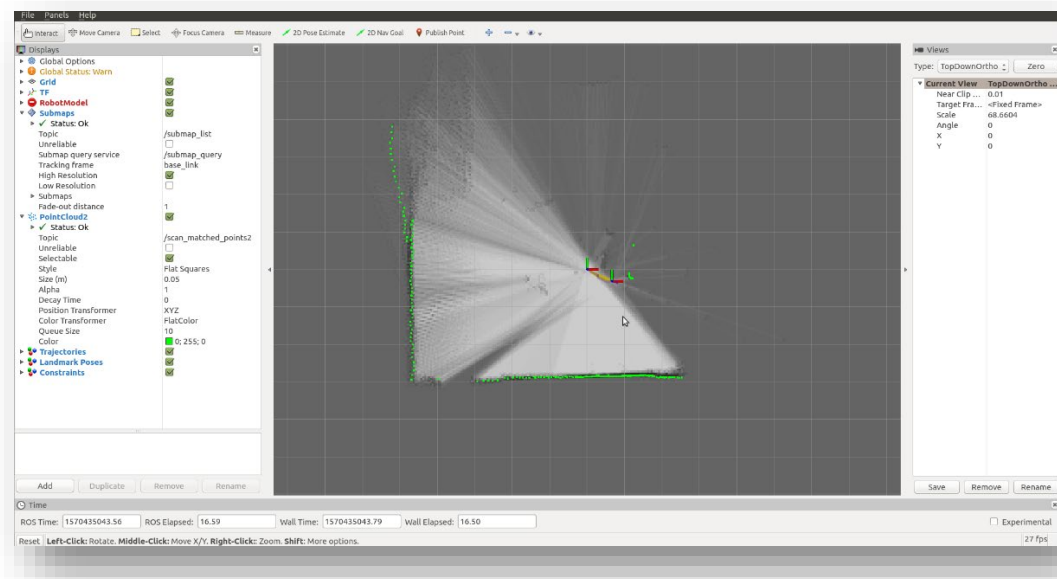 File Panels Help
Interact Move Camera Select Focus Camera Measure 2D Pose Estimate 2D Nav Goal Publish Point
Displays
Global Options
Global Status: Warn
Grid
TF
RobotModel
Submaps
Status: Ok
Topic /submap_list
Unreliable
Submap query service /submap_query
Tracking frame base_link
High Resolution
Low Resolution
Submaps
Fade-out distance 1
PointCloud2
Status: Ok
Topic /scan_matched_points2
Unreliable
Selectable
Style Flat Squares
Size (m) 0.05
Alpha 1
Decay Time 0
Position Transformer XYZ
Color Transformer FlatColor
Queue Size 10
Color 0; 255; 0
Trajectories
Landmark Poses
Constraints
Add Duplicate Remove Rename
Views
Type: TopDownOrtho Zero
Current View TopDownOrtho ...
Near Clip ... 0.01
Target Fra... <Fixed Frame>
Scale 68.6604
Angle 0
X 0
Y 0
Save Remove Rename
Time
ROS Time: 1570435043.56 ROS Elapsed: 16.59 Wall Time: 1570435043.79 Wall Elapsed: 16.50 Experimental
Reset Left-Click: Rotate. Middle-Click: Move X/Y. Right-Click:: Zoom. Shift: More options. 27 fps